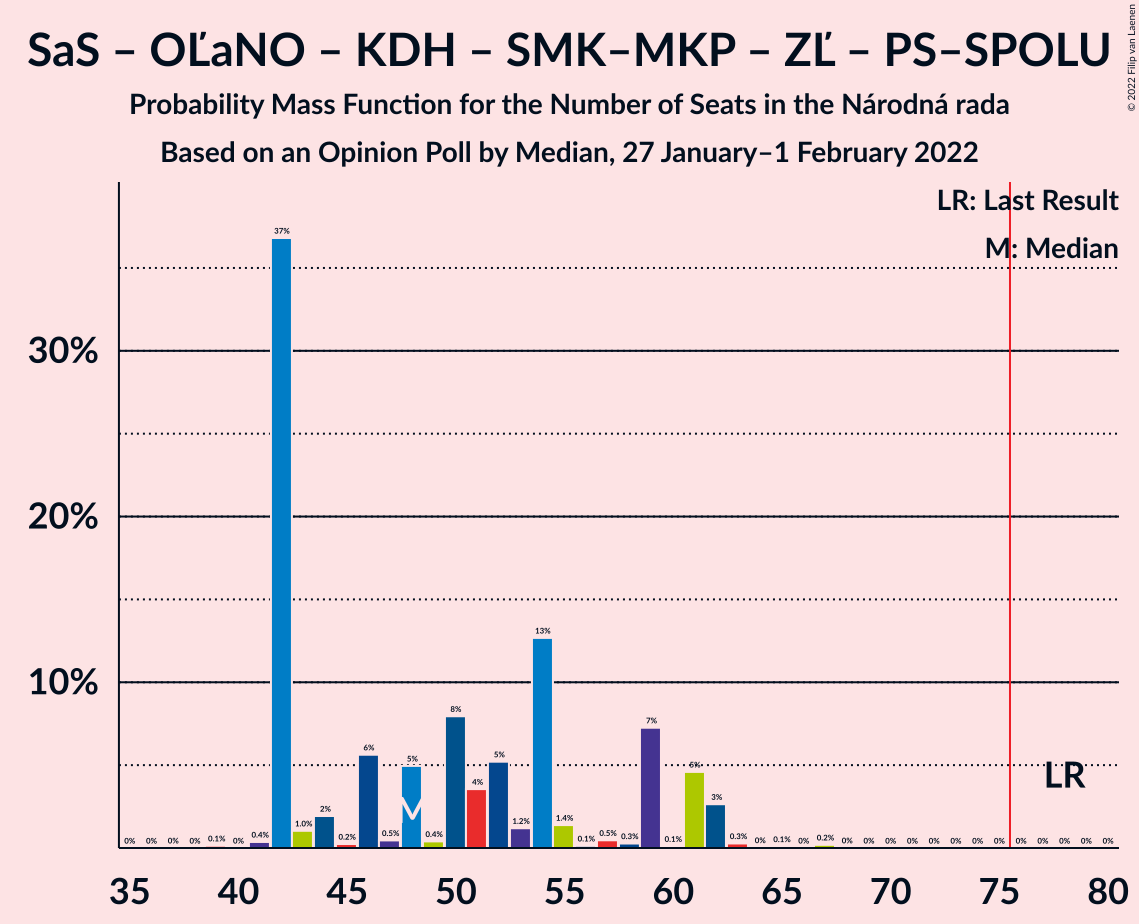 SaS – OĽaNO – KDH – SMK–MKP – ZĽ – PS–SPOLU
Probability Mass Function for the Number of Seats in the Národná rada
Based on an Opinion Poll by Median, 27 January–1 February 2022
© 2022 Filip van Laenen
LR: Last Result
M: Median
30%
20%
10%
0% 0% 0% 0% 0.1% 0% 0.4% 37% 1.0% 2% 0.2% 6% 0.5% 5% 0.4% 8% 4% 5% 1.2% 13% 1.4% 0.1% 0.5% 0.3% 7% 0.1% 5% 3% 0.3% 0% 0.1% 0% 0.2% 0% 0% 0% 0% 0% 0% 0% 0% 0% 0% 0% 0% 0%
M
LR
35 40 45 50 55 60 65 70 75 80